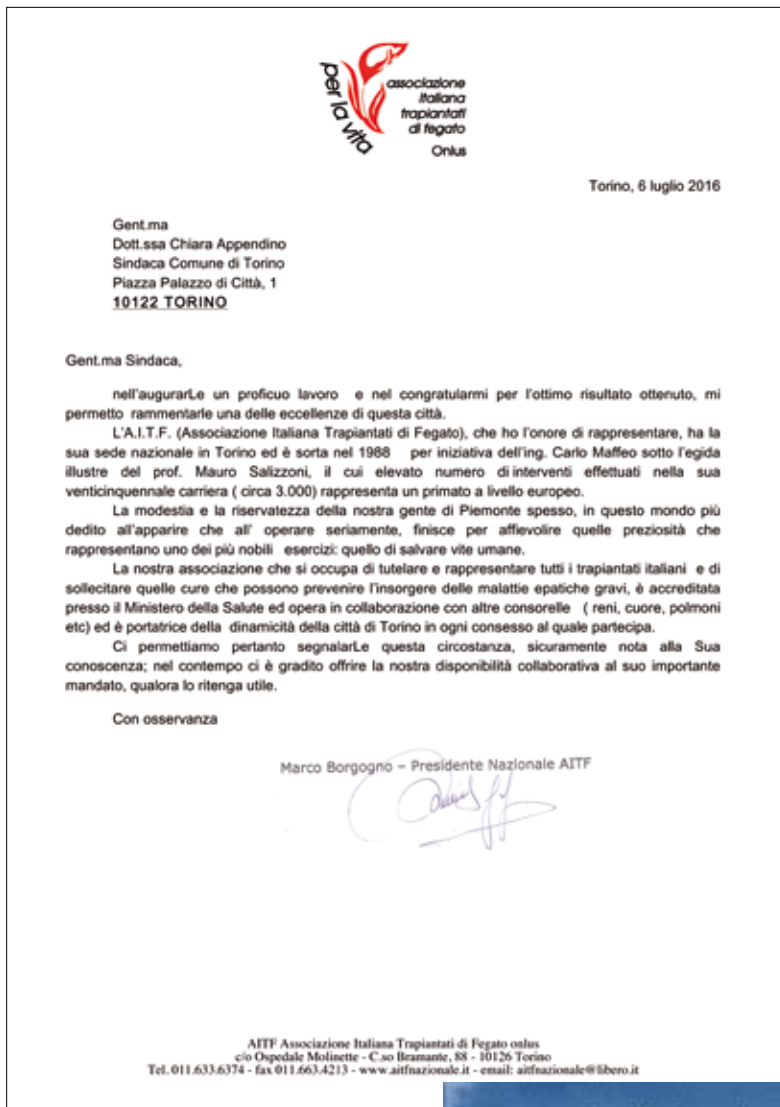 per la vita
associazione
Italiana
trapiantati
di fegato
Onlus
Torino, 6 luglio 2016
Gent.ma
Dott.ssa Chiara Appendino
Sindaca Comune di Torino
Piazza Palazzo di Città, 1
10122 TORINO
Gent.ma Sindaca,
nell'augurarLe un proficuo lavoro e nel congratularmi per l'ottimo risultato ottenuto, mi
permetto rammentarle una delle eccellenze di questa città.
L'A.I.T.F. (Associazione Italiana Trapiantati di Fegato), che ho l'onore di rappresentare, ha la
sua sede nazionale in Torino ed è sorta nel 1988 per iniziativa dell'ing. Carlo Maffeo sotto l'egida
illustre del prof. Mauro Salizzoni, il cui elevato numero di interventi effettuati nella sua
venticinquennale carriera ( circa 3.000) rappresenta un primato a livello europeo.
La modestia e la riservatezza della nostra gente di Piemonte spesso, in questo mondo più
dedito all'apparire che all' operare seriamente, finisce per affievolire quelle preziosità che
rappresentano uno dei più nobili esercizi: quello di salvare vite umane.
La nostra associazione che si occupa di tutelare e rappresentare tutti i trapiantati italiani e di
sollecitare quelle cure che possono prevenire l'insorgere delle malattie epatiche gravi, è accreditata
presso il Ministero della Salute ed opera in collaborazione con altre consorelle ( reni, cuore, polmoni
etc) ed è portatrice della dinamicità della città di Torino in ogni consesso al quale partecipa.
Ci permettiamo pertanto segnalarLe questa circostanza, sicuramente nota alla Sua
conoscenza; nel contempo ci è gradito offrire la nostra disponibilità collaborativa al suo importante
mandato, qualora lo ritenga utile.
Con osservanza
Marco Borgogno – Presidente Nazionale AITF
AITF Associazione Italiana Trapiantati di Fegato onlus
c/o Ospedale Molinette - C.so Bramante, 88 - 10126 Torino
Tel. 011.633.6374 - fax 011.663.4213 - www.aitfnazionale.it - email: aitfnazionale@libero.it